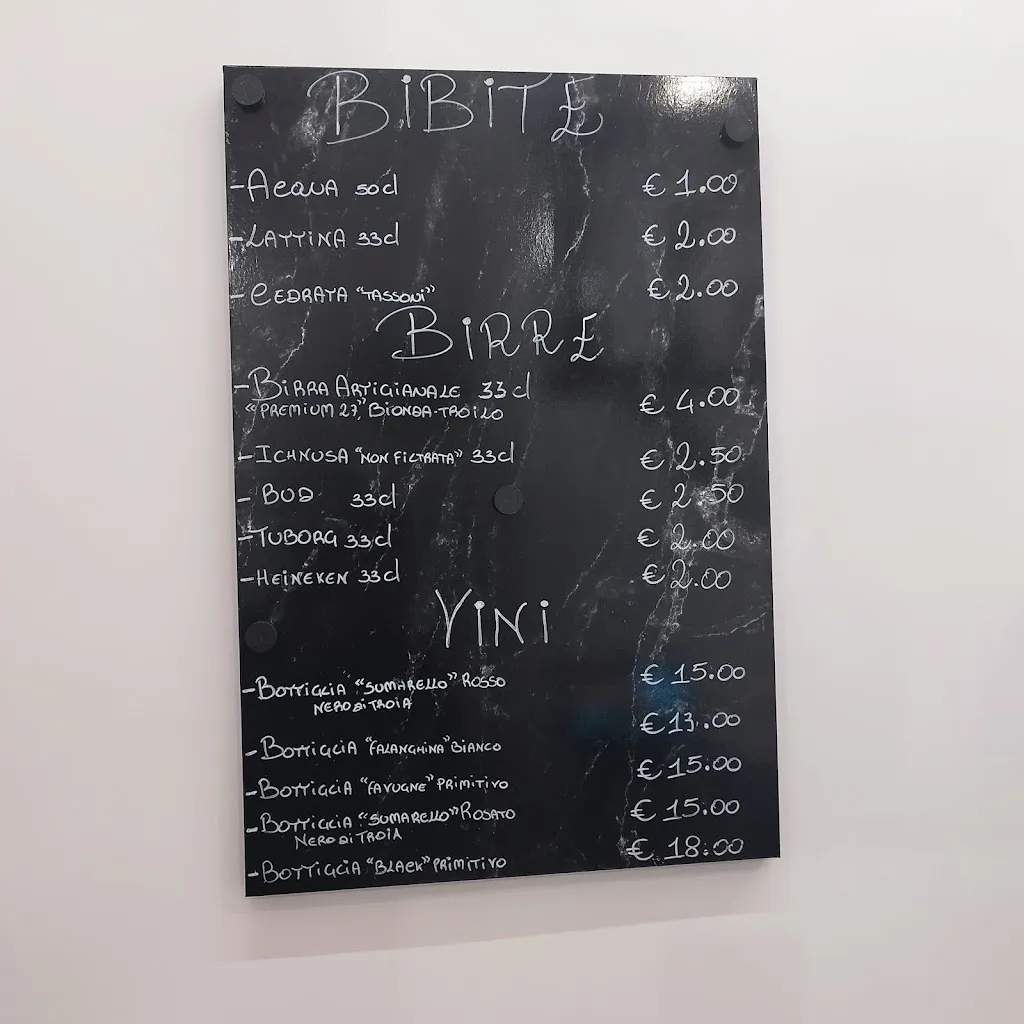 BiBiTE
-ACQUA 50cl € 1.00
-LATTINA 33cl € 2.00
-CEDRATA "TASSONi" € 2.00
BiRRE
-BiRRA ARTiGiANALE 33cl € 4.00
"PREMIUM 27," BiONDA-TROiLO
-ICHNUSA "NON FiLTRATA" 33cl € 2.50
-BUD 33cl € 2.50
-TUBORG 33cl € 2.00
-HEiNEKEN 33cl € 2.00
ViNi
-BOTTiGLiA "SUMARELLO" ROSSO € 15.00
NERO Di TROiA
-BOTTiGLiA "FALANGHiNA" BiANCO € 13.00
-BOTTiGLiA "FAVUGNE" PRiMiTiVO € 15.00
-BOTTiGLiA "SUMARELLO" ROSATO € 15.00
NERO Di TROiA
-BOTTiGLiA "BLACK" PRiMiTiVO € 18.00